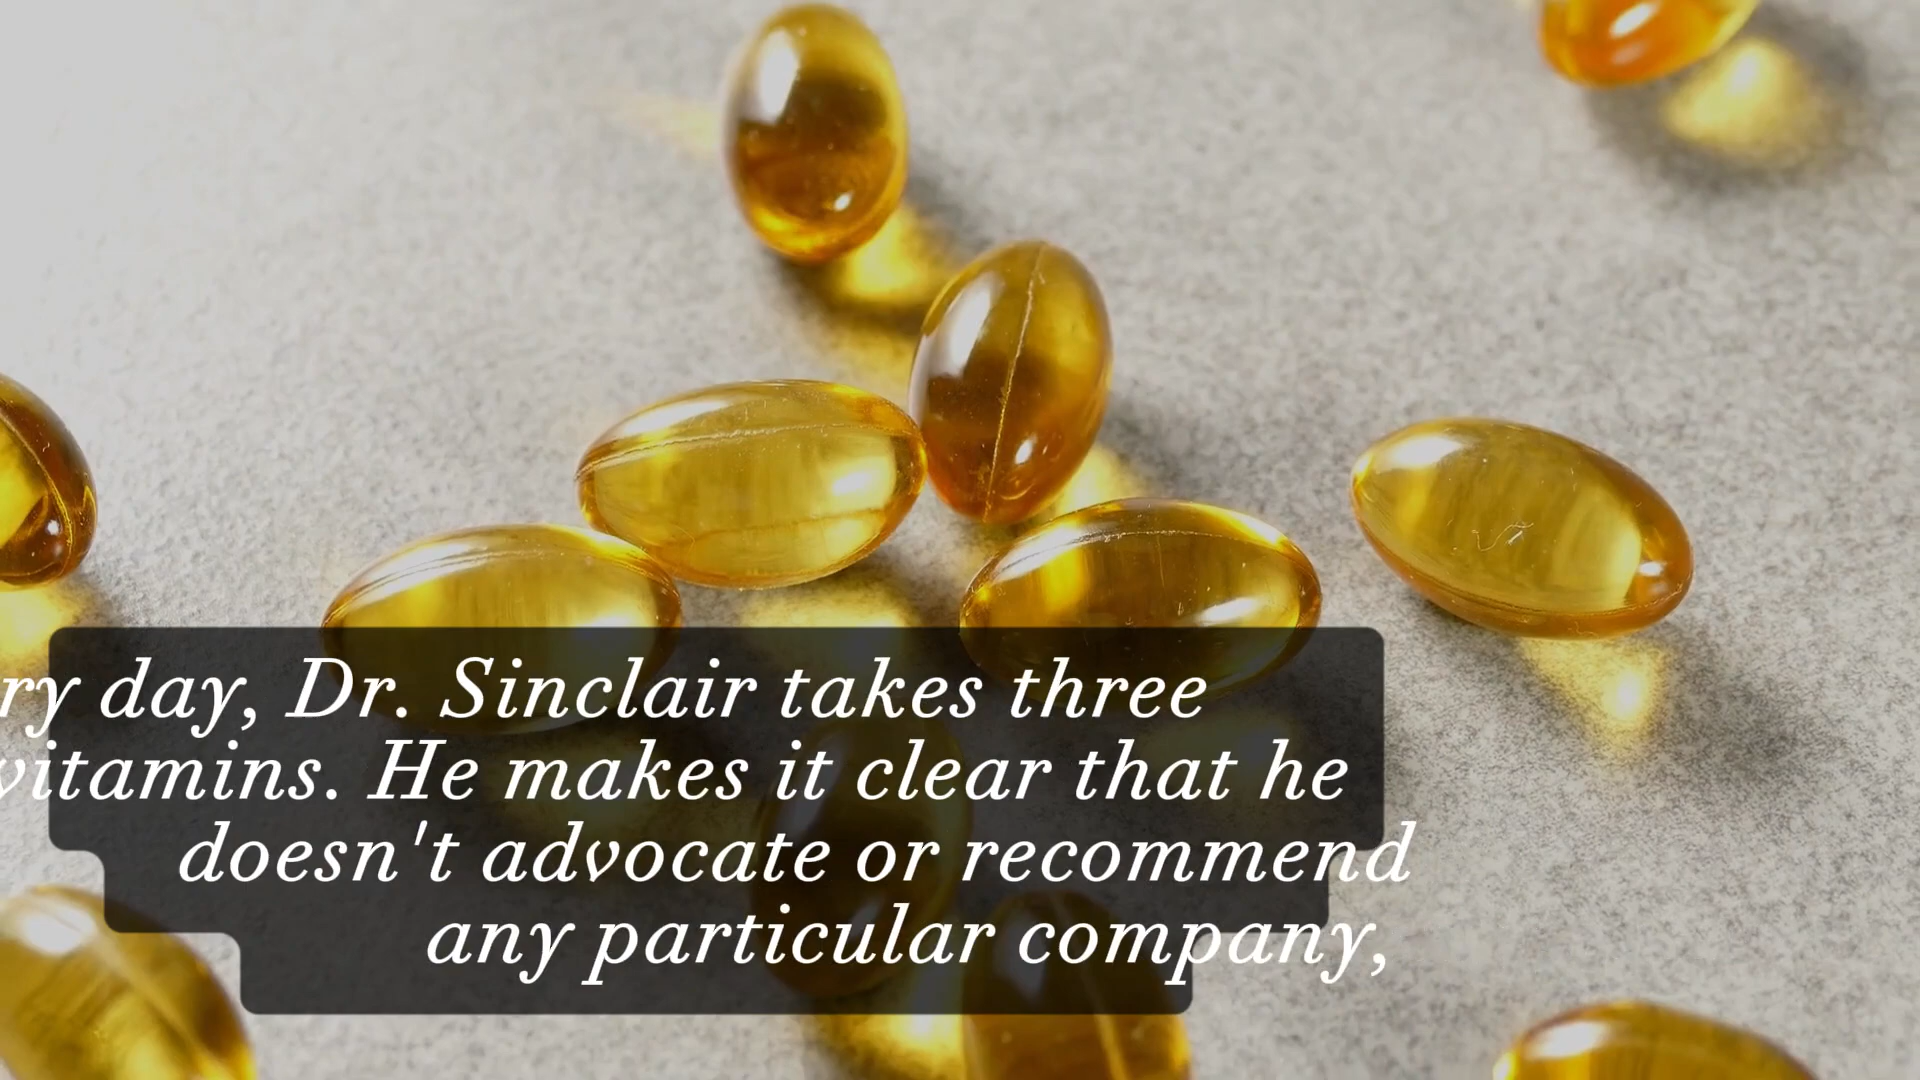 ry day, Dr. Sinclair takes three
vitamins. He makes it clear that he
doesn't advocate or recommend
any particular company,